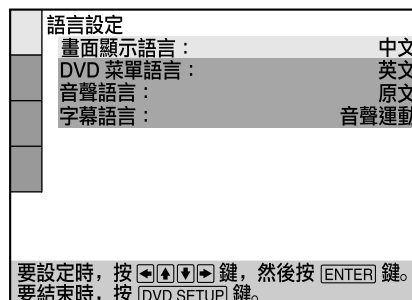 語言設定
畫面顯示語言： 中文
DVD 菜單語言： 英文
音聲語言： 原文
字幕語言： 音聲運動
要設定時，按 ←↑↓→ 鍵，然後按 ENTER 鍵。
要結束時，按 DVD SETUP 鍵。